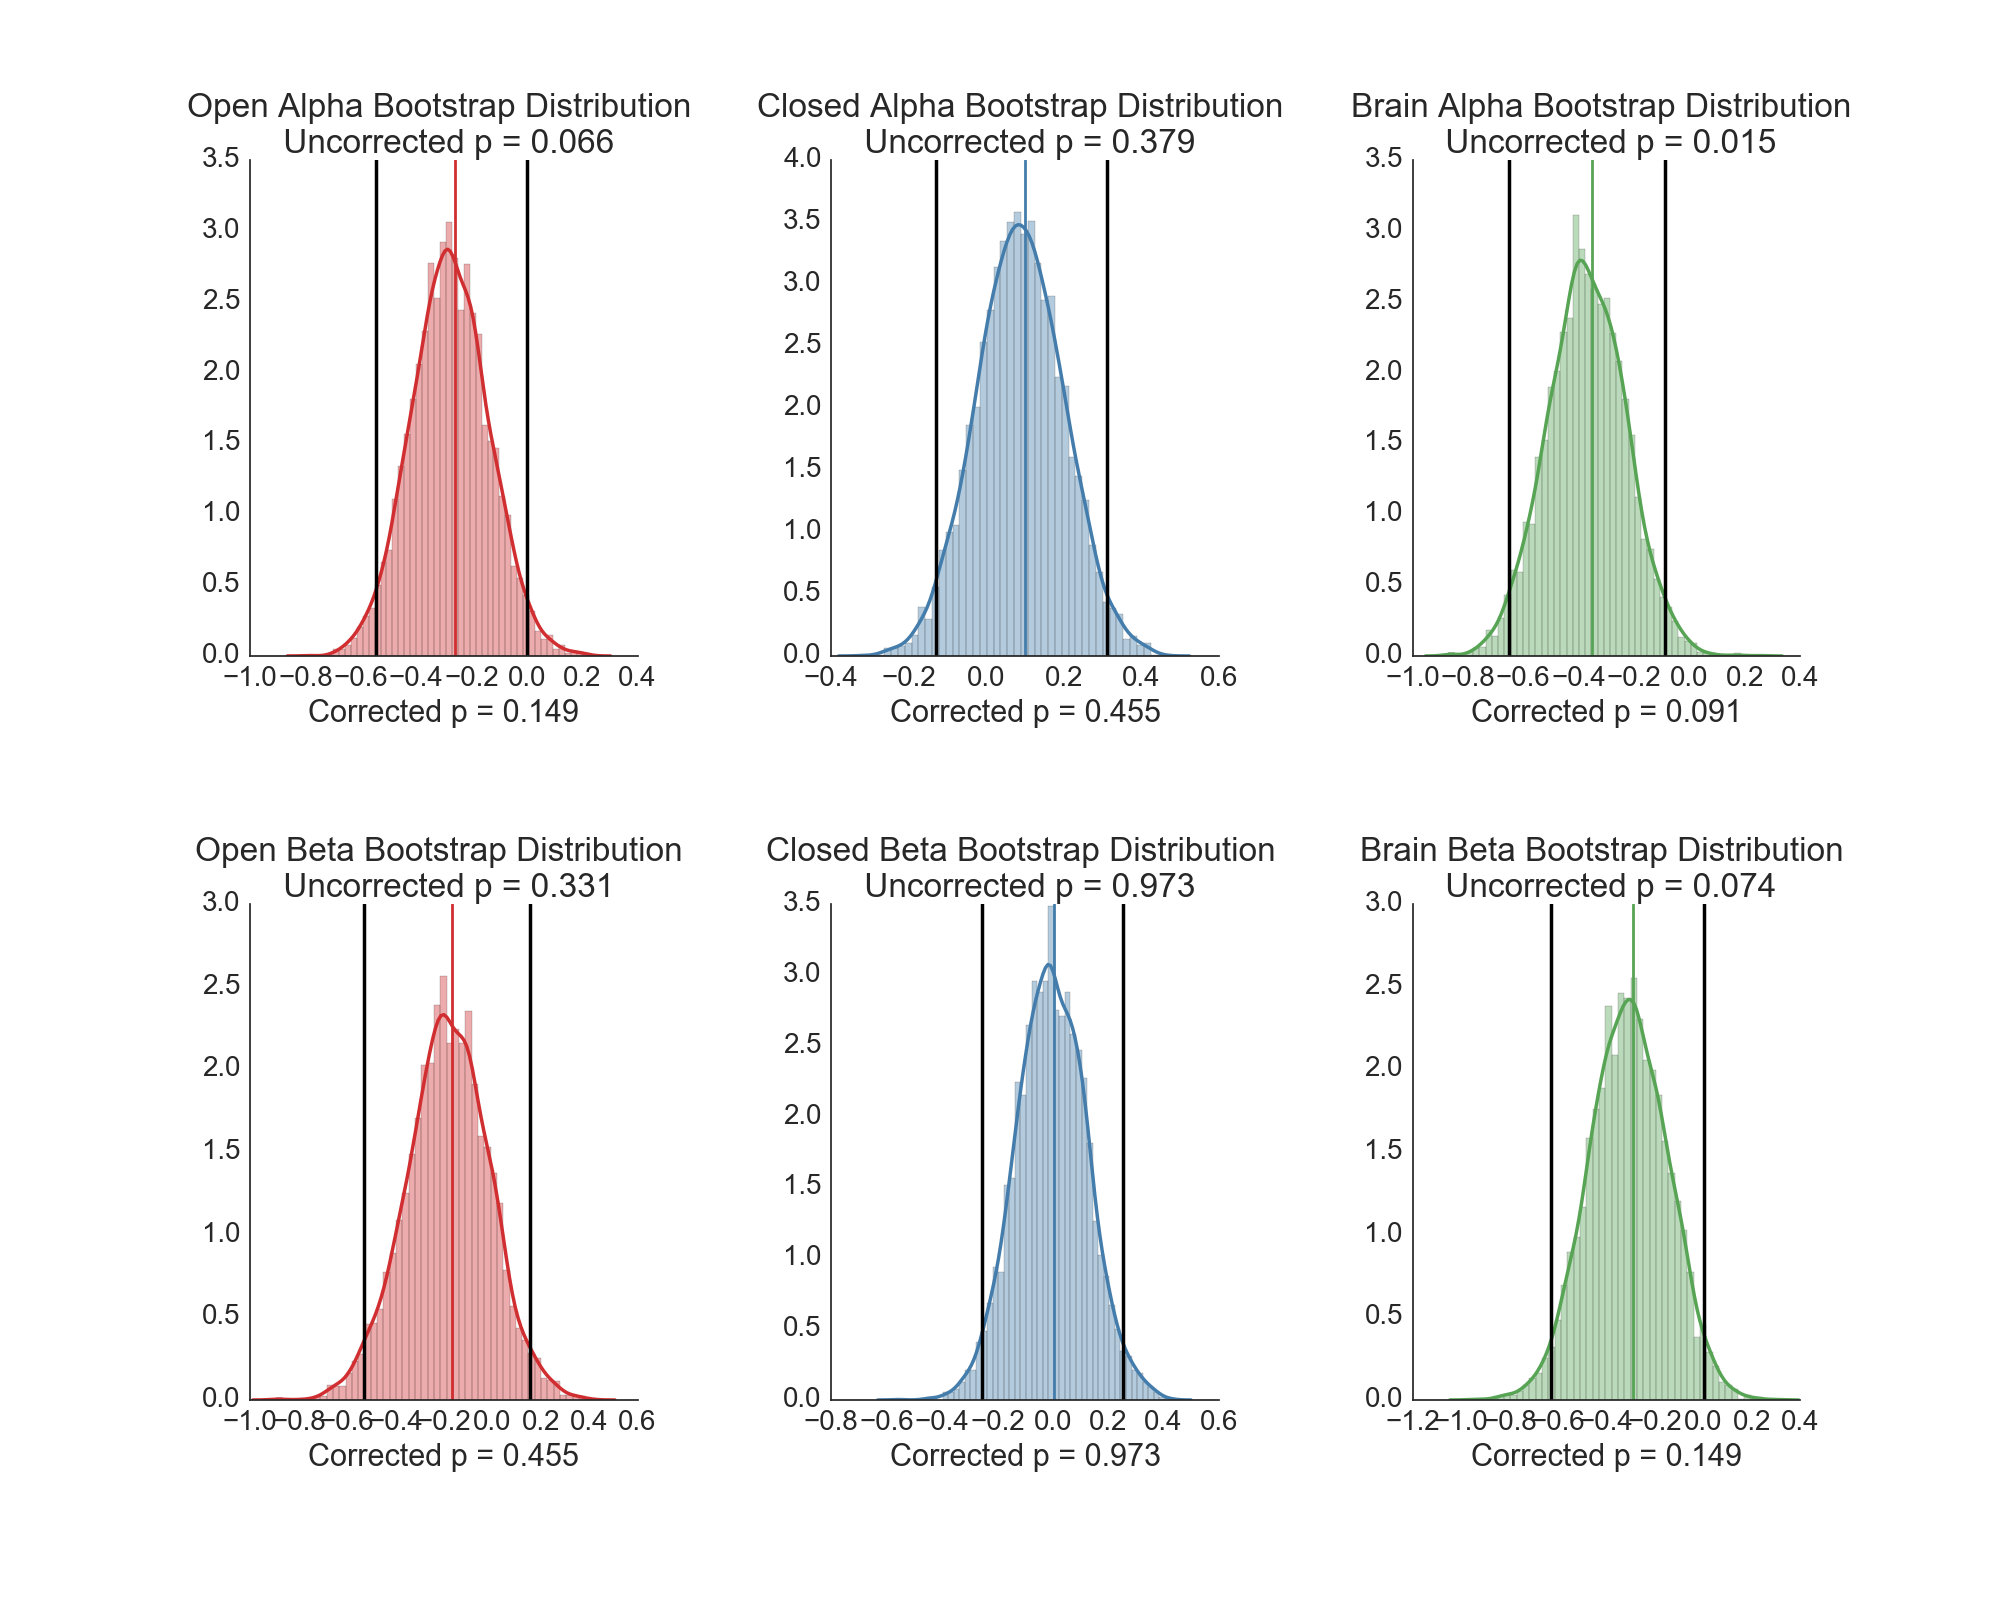 Open Alpha Bootstrap Distribution
Uncorrected p = 0.066
3.5
3.0
2.5
2.0
1.5
1.0
0.5
0.0
−1.0 −0.8 −0.6 −0.4 −0.2 0.0 0.2 0.4
Corrected p = 0.149
Closed Alpha Bootstrap Distribution
Uncorrected p = 0.379
4.0
3.5
3.0
2.5
2.0
1.5
1.0
0.5
0.0
−0.4 −0.2 0.0 0.2 0.4 0.6
Corrected p = 0.455
Brain Alpha Bootstrap Distribution
Uncorrected p = 0.015
3.5
3.0
2.5
2.0
1.5
1.0
0.5
0.0
−1.0 −0.8 −0.6 −0.4 −0.2 0.0 0.2 0.4
Corrected p = 0.091
Open Beta Bootstrap Distribution
Uncorrected p = 0.331
3.0
2.5
2.0
1.5
1.0
0.5
0.0
−1.0 −0.8 −0.6 −0.4 −0.2 0.0 0.2 0.4 0.6
Corrected p = 0.455
Closed Beta Bootstrap Distribution
Uncorrected p = 0.973
3.5
3.0
2.5
2.0
1.5
1.0
0.5
0.0
−0.8 −0.6 −0.4 −0.2 0.0 0.2 0.4 0.6
Corrected p = 0.973
Brain Beta Bootstrap Distribution
Uncorrected p = 0.074
3.0
2.5
2.0
1.5
1.0
0.5
0.0
−1.2 −1.0 −0.8 −0.6 −0.4 −0.2 0.0 0.2 0.4
Corrected p = 0.149